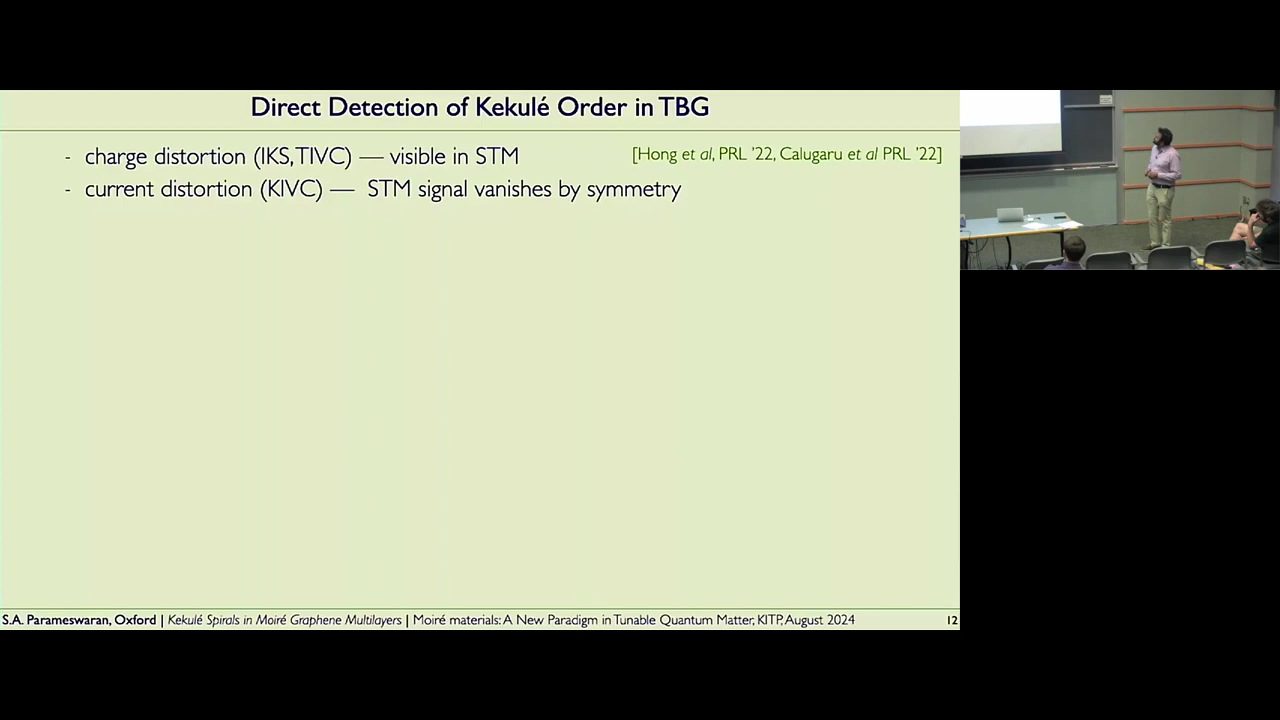 Direct Detection of Kekulé Order in TBG
- charge distortion (IKS, TIVC) — visible in STM [Hong et al, PRL '22, Calugaru et al PRL '22]
- current distortion (KIVC) — STM signal vanishes by symmetry
S.A. Parameswaran, Oxford | Kekulé Spirals in Moiré Graphene Multilayers | Moiré materials: A New Paradigm in Tunable Quantum Matter, KITP, August 2024 12